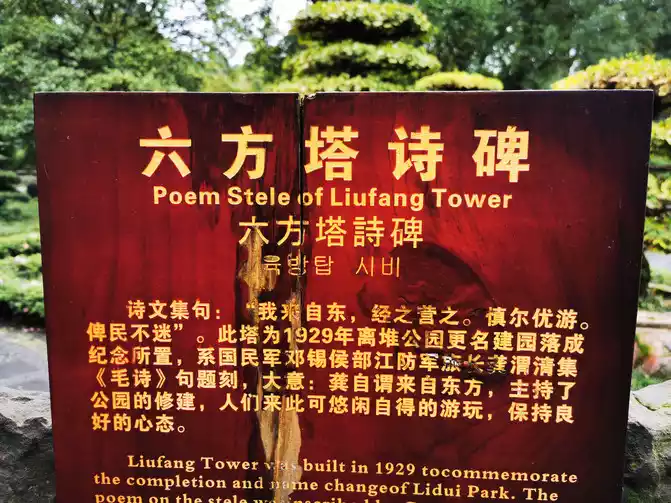 六方塔诗碑
Poem Stele of Liufang Tower
六方塔詩碑
육방탑 시비
诗文集句：“我来自东，经之营之。慎尔优游。
俾民不迷”。此塔为1929年离堆公园更名建园落成
纪念所置，系国民军邓锡侯部江防军旅长龚渭清集
《毛诗》句题刻，大意：龚自谓来自东方，主持了
公园的修建，人们来此可悠闲自得的游玩，保持良
好的心态。
Liufang Tower was built in 1929 tocommemorate
the completion and name changeof Lidui Park. The
poem on the stele was inscribed by